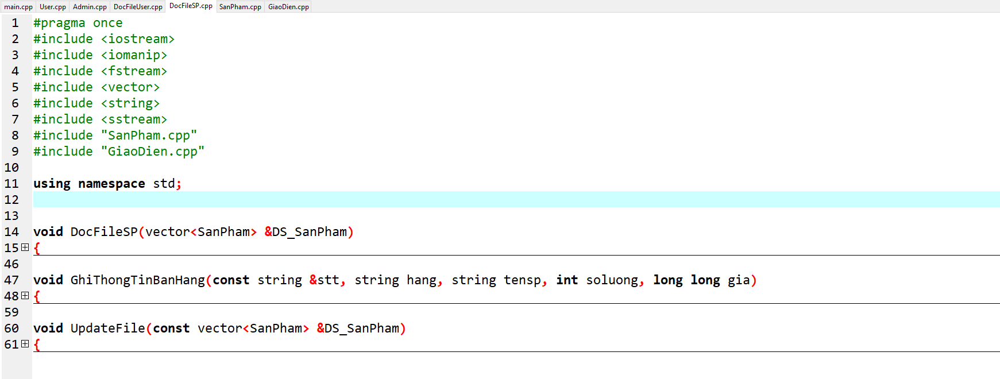 main.cpp User.cpp Admin.cpp DocFileUser.cpp DocFileSP.cpp SanPham.cpp GiaoDien.cpp
1 #pragma once
2 #include <iostream>
3 #include <iomanip>
4 #include <fstream>
5 #include <vector>
6 #include <string>
7 #include <sstream>
8 #include "SanPham.cpp"
9 #include "GiaoDien.cpp"
10
11 using namespace std;
12
13
14 void DocFileSP(vector<SanPham> &DS_SanPham)
15 {
46
47 void GhiThongTinBanHang(const string &stt, string hang, string tensp, int soluong, long long gia)
48 {
59
60 void UpdateFile(const vector<SanPham> &DS_SanPham)
61 {